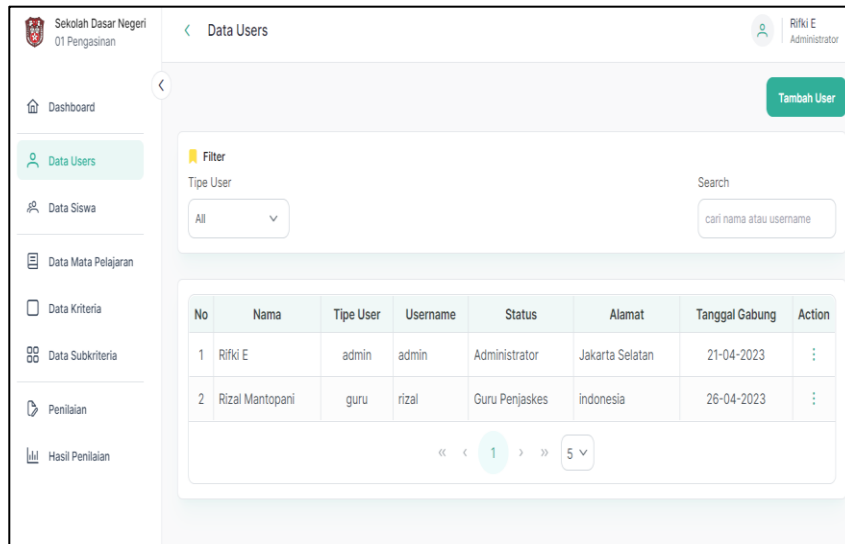 Sekolah Dasar Negeri
01 Pengasinan
Data Users
Rifki E
Administrator
Dashboard
Data Users
Data Siswa
Data Mata Pelajaran
Data Kriteria
Data Subkriteria
Penilaian
Hasil Penilaian
Tambah User
Filter
Tipe User
Search
All
cari nama atau username
No Nama Tipe User Username Status Alamat Tanggal Gabung Action
1 Rifki E admin admin Administrator Jakarta Selatan 21-04-2023
2 Rizal Mantopani guru rizal Guru Penjaskes indonesia 26-04-2023
« ‹ 1 › » 5